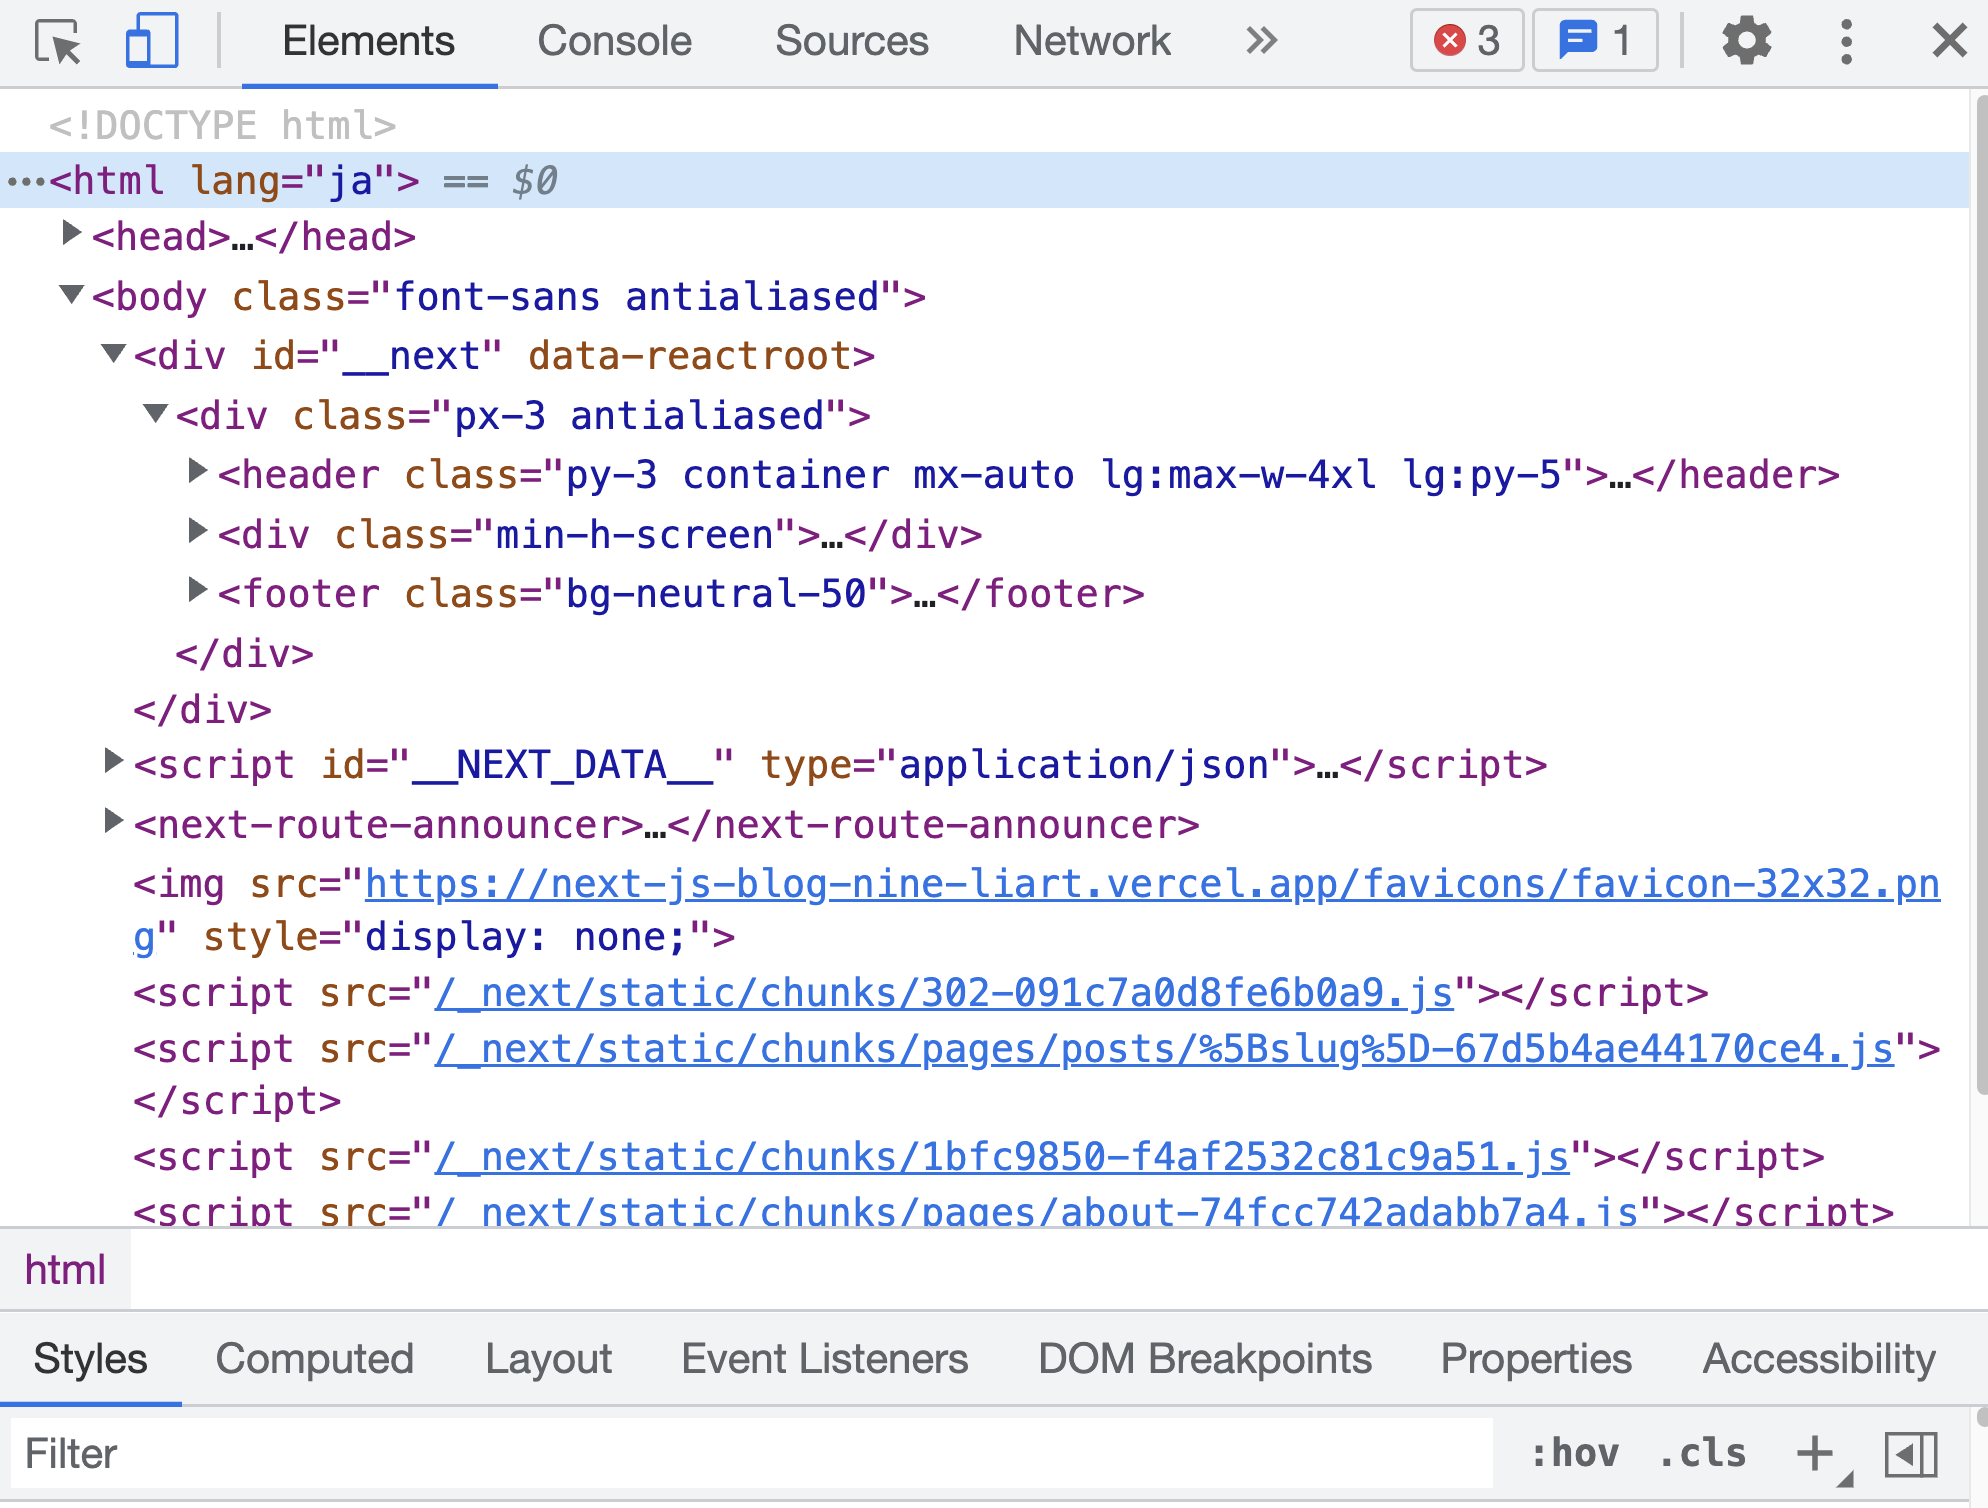 Elements Console Sources Network » 3 1
<!DOCTYPE html>
…<html lang="ja"> == $0
<head>…</head>
<body class="font-sans antialiased">
<div id="__next" data-reactroot>
<div class="px-3 antialiased">
<header class="py-3 container mx-auto lg:max-w-4xl lg:py-5">…</header>
<div class="min-h-screen">…</div>
<footer class="bg-neutral-50">…</footer>
</div>
</div>
<script id="__NEXT_DATA__" type="application/json">…</script>
<next-route-announcer>…</next-route-announcer>
<img src="https://next-js-blog-nine-liart.vercel.app/favicons/favicon-32x32.pn
g" style="display: none;">
<script src="/_next/static/chunks/302-091c7a0d8fe6b0a9.js"></script>
<script src="/_next/static/chunks/pages/posts/%5Bslug%5D-67d5b4ae44170ce4.js">
</script>
<script src="/_next/static/chunks/1bfc9850-f4af2532c81c9a51.js"></script>
<script src="/_next/static/chunks/pages/about-74fcc742adabb7a4.js"></script>
html
Styles Computed Layout Event Listeners DOM Breakpoints Properties Accessibility
Filter :hov .cls +